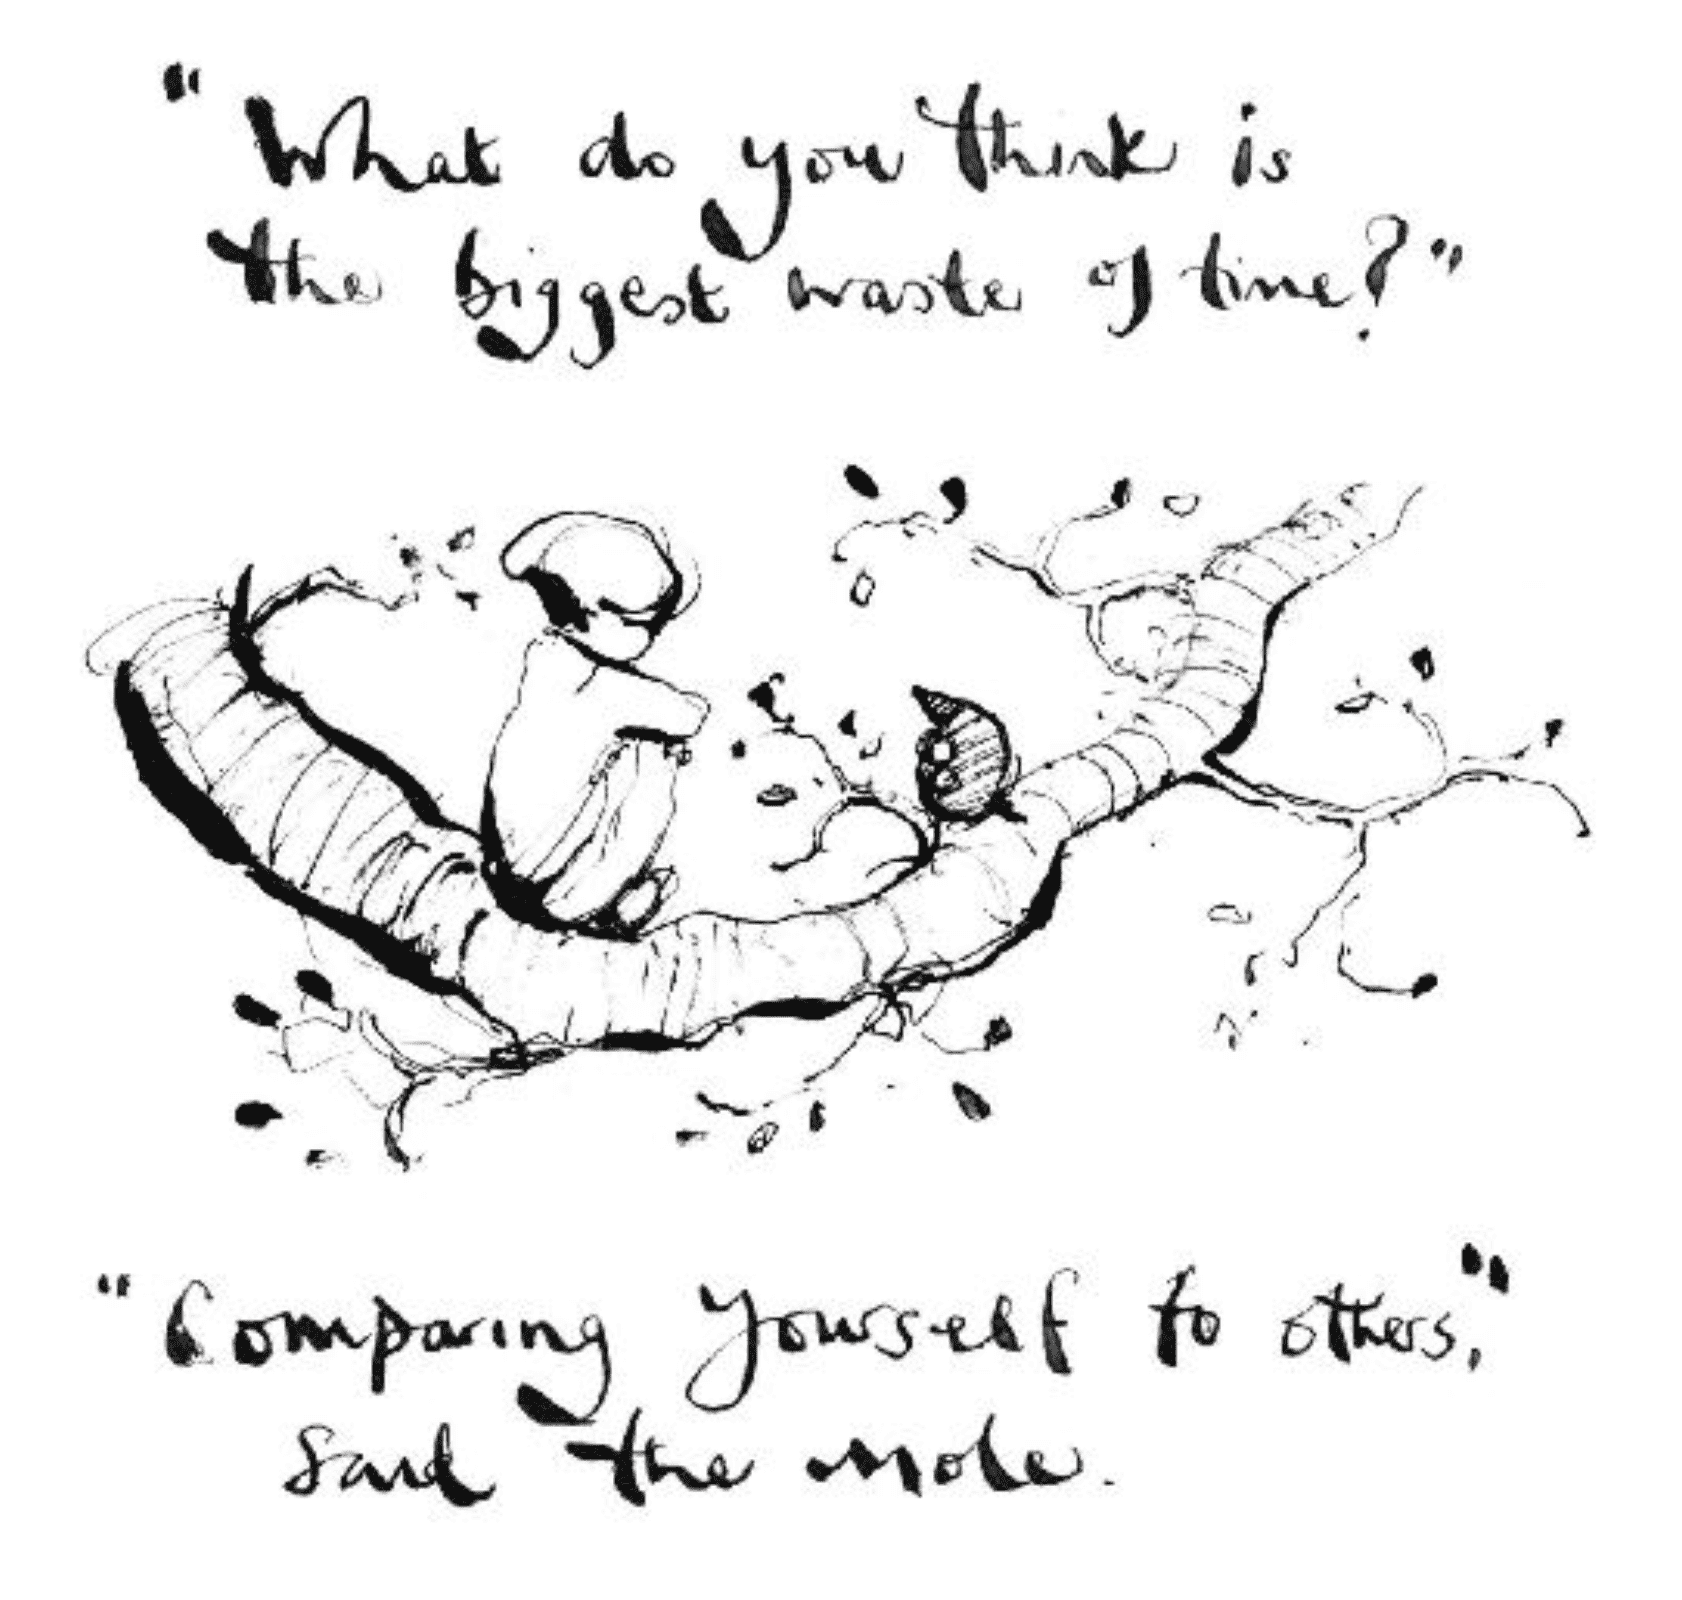 "What do you think is
the biggest waste of time?"
"Comparing yourself to others,"
said the mole.